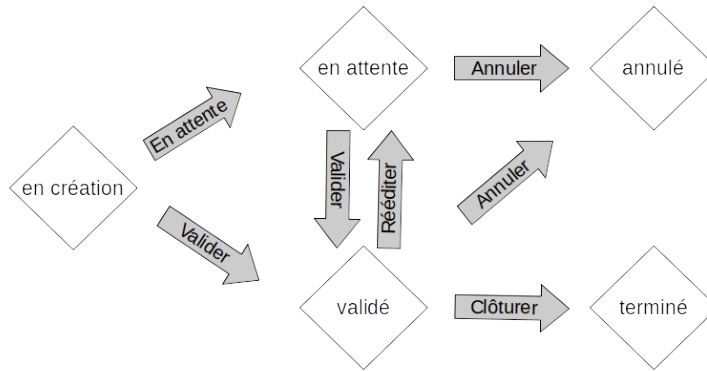 en attente
Annuler
annulé
En attente
Valider
Rééditer
Annuler
en création
Valider
validé
Clôturer
terminé